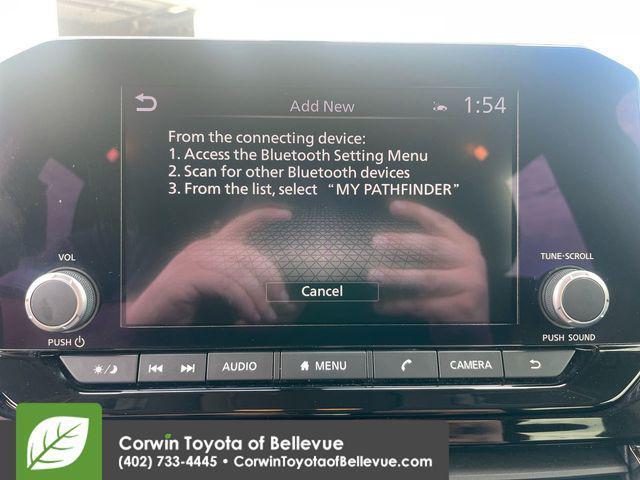 Add New
1:54
From the connecting device:
1. Access the Bluetooth Setting Menu
2. Scan for other Bluetooth devices
3. From the list, select “MY PATHFINDER”
Cancel
VOL
PUSH
TUNE·SCROLL
PUSH SOUND
AUDIO
MENU
CAMERA
Corwin Toyota of Bellevue
(402) 733-4445 • CorwinToyotaofBellevue.com